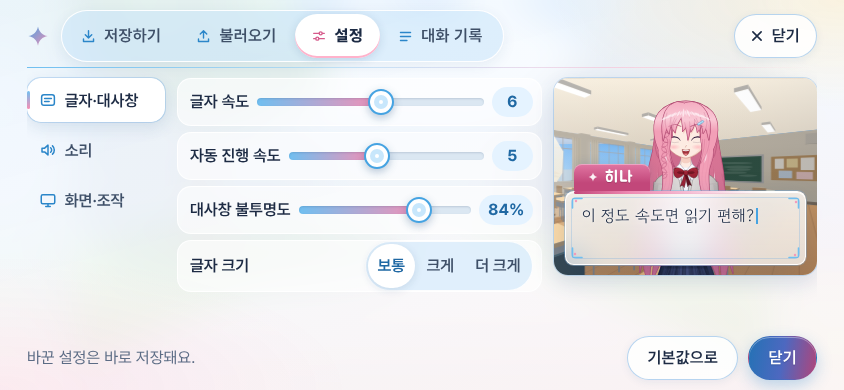 저장하기
불러오기
설정
대화 기록
닫기
글자·대사창
소리
화면·조작
글자 속도
6
자동 진행 속도
5
대사창 불투명도
84%
글자 크기
보통
크게
더 크게
히나
이 정도 속도면 읽기 편해?
바꾼 설정은 바로 저장돼요.
기본값으로
닫기